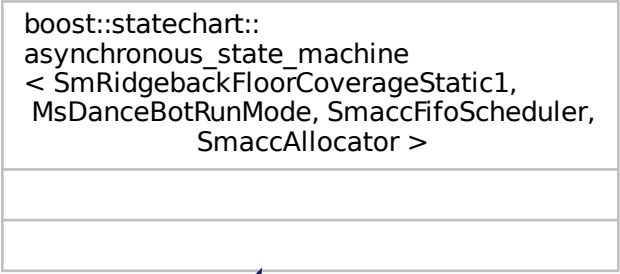 boost::statechart::
asynchronous_state_machine
< SmRidgebackFloorCoverageStatic1,
MsDanceBotRunMode, SmaccFifoScheduler,
SmaccAllocator >